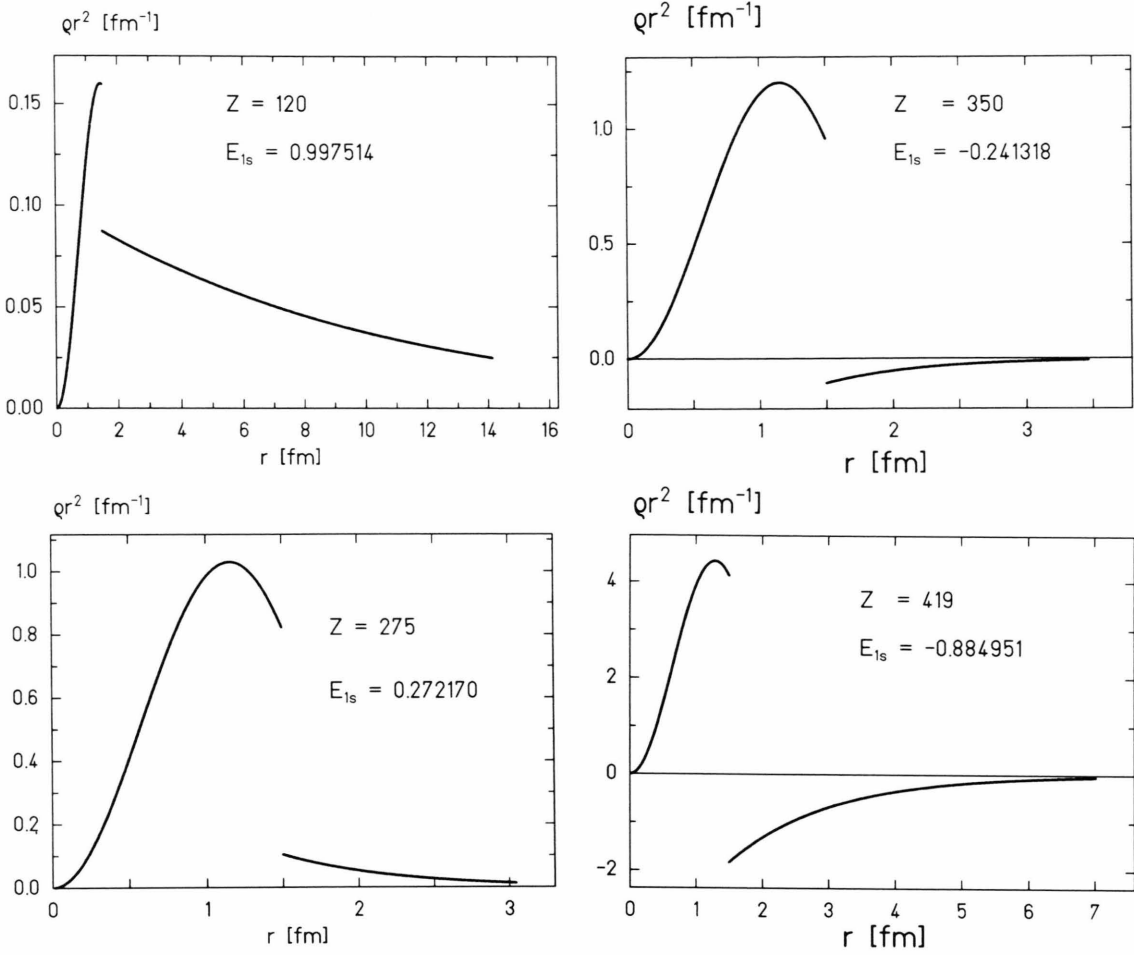 ϱr² [fm⁻¹]
0.15
0.10
0.05
0.00
Z = 120
E₁ₛ = 0.997514
0 2 4 6 8 10 12 14 16
r [fm]
ϱr² [fm⁻¹]
1.0
0.5
0.0
Z = 350
E₁ₛ = -0.241318
0 1 2 3
r [fm]
ϱr² [fm⁻¹]
1.0
0.8
0.6
0.4
0.2
0.0
Z = 275
E₁ₛ = 0.272170
0 1 2 3
r [fm]
ϱr² [fm⁻¹]
4
2
0
-2
Z = 419
E₁ₛ = -0.884951
0 1 2 3 4 5 6 7
r [fm]